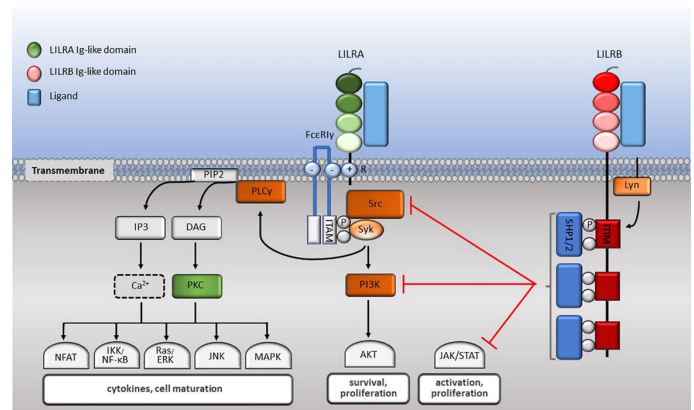 LILRA Ig-like domain
LILRB Ig-like domain
Ligand
LILRA
LILRB
FcεRIγ
Transmembrane
PIP2
PLCγ
- - + R
Lyn
Src
IP3
DAG
ITAM
P
Syk
SHP1/2
P
ITIM
Ca²⁺
PKC
PI3K
NFAT
IKK/
NF-κB
Ras/
ERK
JNK
MAPK
AKT
JAK/STAT
cytokines, cell maturation
survival,
proliferation
activation,
proliferation